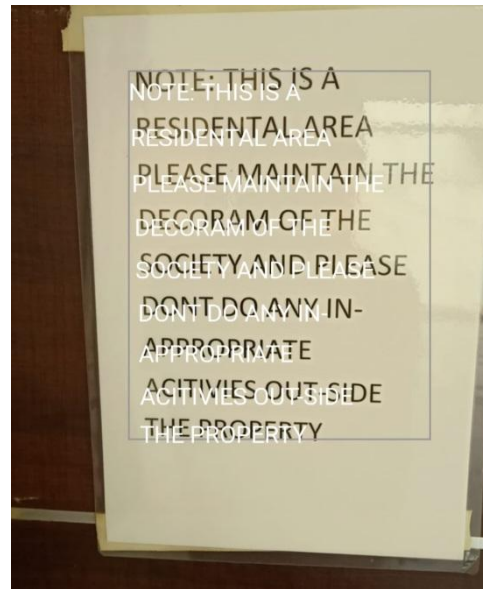 NOTE: THIS IS A
RESIDENTAL AREA
PLEASE MAINTAIN THE
DECORAM OF THE
SOCIETY AND PLEASE
DONT DO ANY IN-
APPROPRIATE
ACITIVIES OUT-SIDE
THE PROPERTY